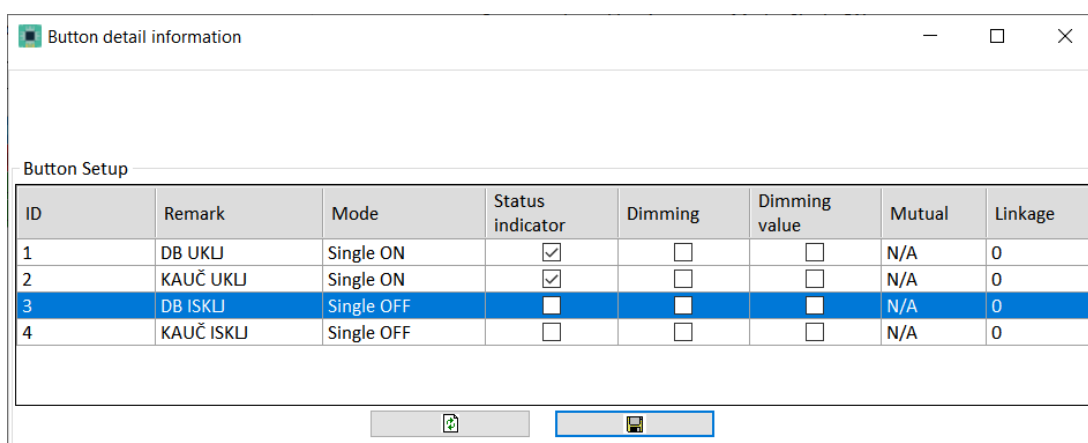 Button detail information
Button Setup
ID Remark Mode Status indicator Dimming Dimming value Mutual Linkage
1 DB UKLJ Single ON N/A 0
2 KAUČ UKLJ Single ON N/A 0
3 DB ISKLJ Single OFF N/A 0
4 KAUČ ISKLJ Single OFF N/A 0